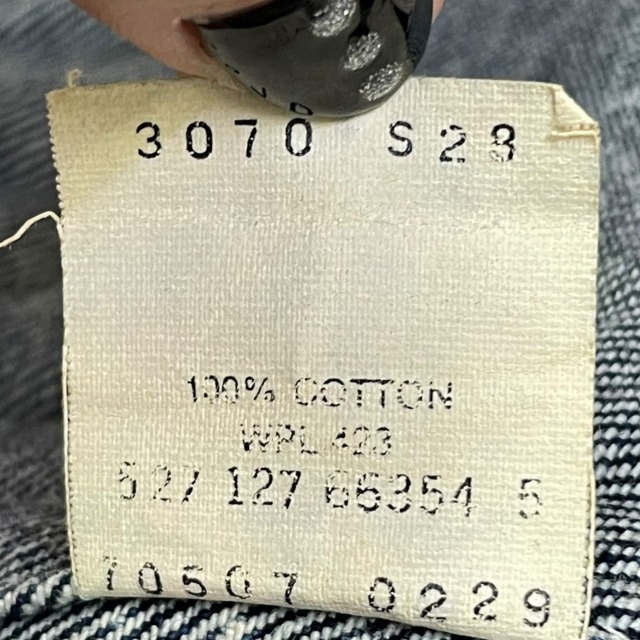 3070 S28
100% COTTON
WPL 423
527 127 66354 5
10507 0229